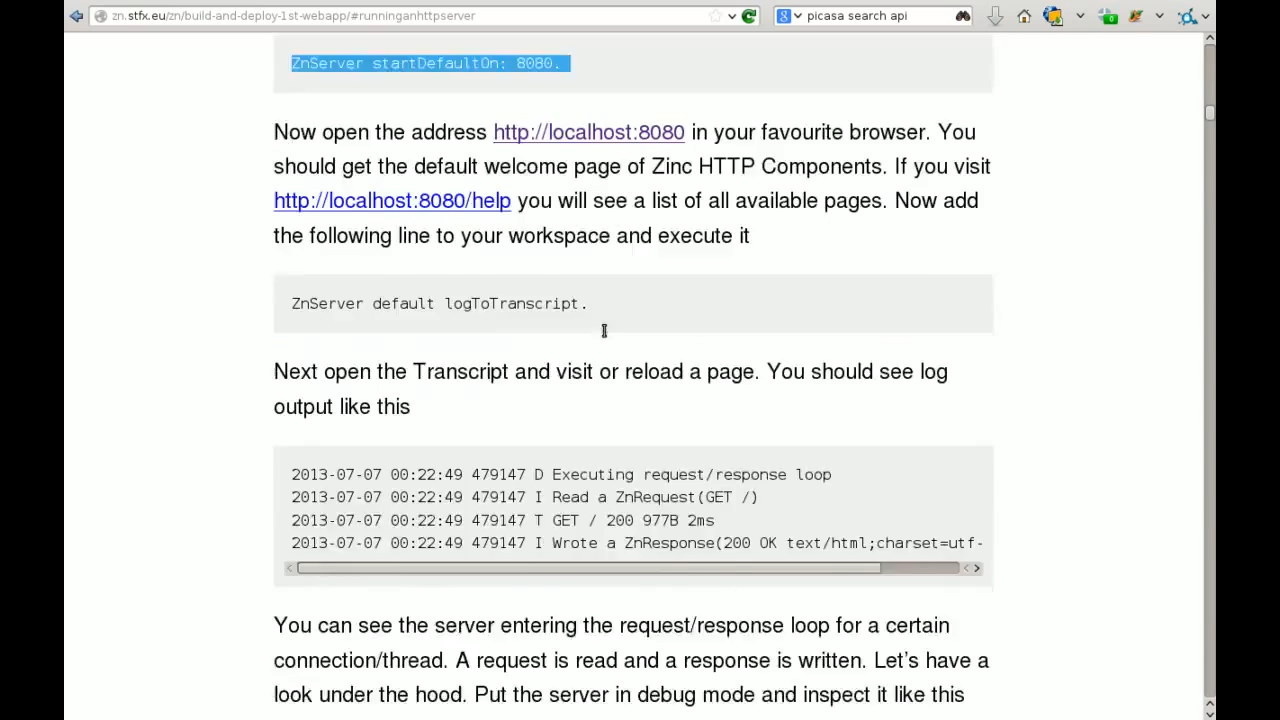 zn.stfx.eu/zn/build-and-deploy-1st-webapp/#runninganhttpserver
picasa search api
ZnServer startDefaultOn: 8080.
Now open the address http://localhost:8080 in your favourite browser. You
should get the default welcome page of Zinc HTTP Components. If you visit
http://localhost:8080/help you will see a list of all available pages. Now add
the following line to your workspace and execute it
ZnServer default logToTranscript.
Next open the Transcript and visit or reload a page. You should see log
output like this
2013-07-07 00:22:49 479147 D Executing request/response loop
2013-07-07 00:22:49 479147 I Read a ZnRequest(GET /)
2013-07-07 00:22:49 479147 T GET / 200 977B 2ms
2013-07-07 00:22:49 479147 I Wrote a ZnResponse(200 OK text/html;charset=utf-
You can see the server entering the request/response loop for a certain
connection/thread. A request is read and a response is written. Let’s have a
look under the hood. Put the server in debug mode and inspect it like this